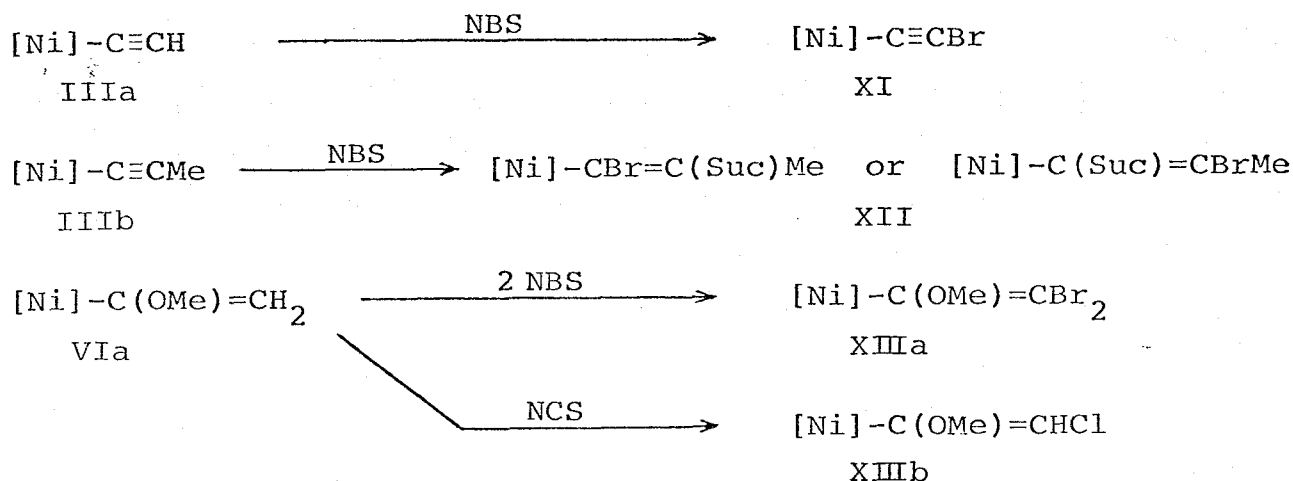 NBS
[Ni]-C≡CH [Ni]-C≡CBr
IIIa XI
NBS
[Ni]-C≡CMe [Ni]-CBr=C(Suc)Me or [Ni]-C(Suc)=CBrMe
IIIb XII
2 NBS
[Ni]-C(OMe)=CH2 [Ni]-C(OMe)=CBr2
VIa XIIIa
NCS
[Ni]-C(OMe)=CHCl
XIIIb